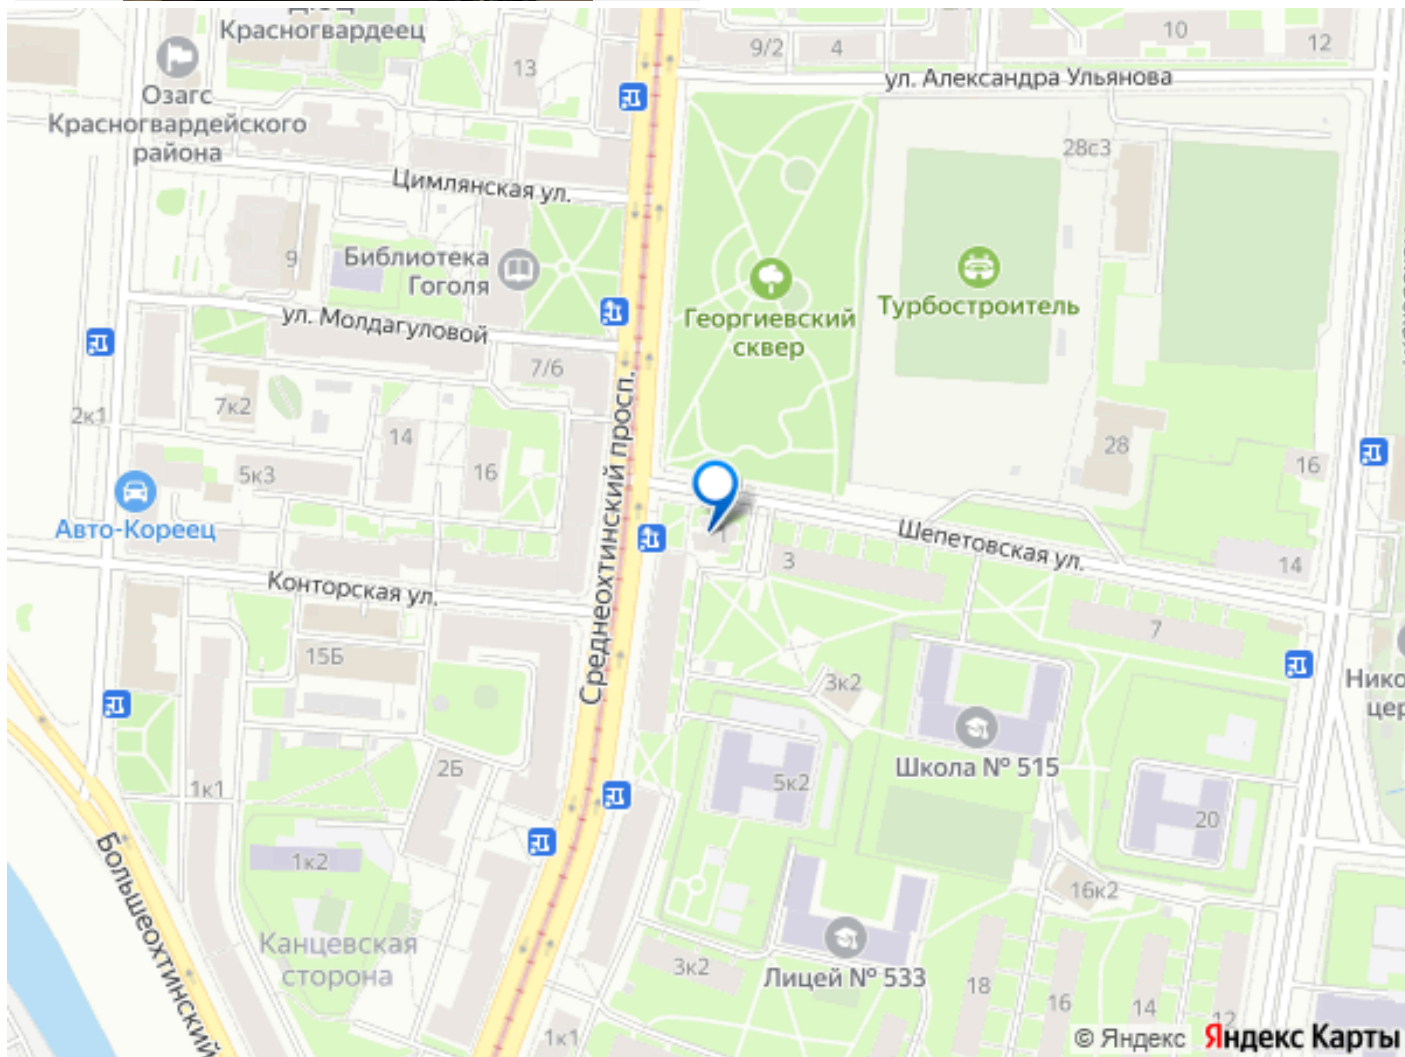 Красногвардеец
Озагс
Красногвардейского
района
13
9/2
4
10
12
ул. Александра Ульянова
28с3
Цимлянская ул.
9
Библиотека
Гоголя
ул. Молдагуловой
Георгиевский
сквер
Турбостроитель
7/6
2к1
7к2
14
16
5к3
Среднеохтинский просп.
28
16
Авто-Кореец
1
Шепетовская ул.
3
14
Конторская ул.
7
15Б
3к2
Нико
цер
Школа № 515
2Б
1к1
5к2
20
Большеохтинский
1к2
16к2
Канцевская
сторона
3к2
Лицей № 533
18
16
14
12
1к1
© Яндекс Яндекс Карты